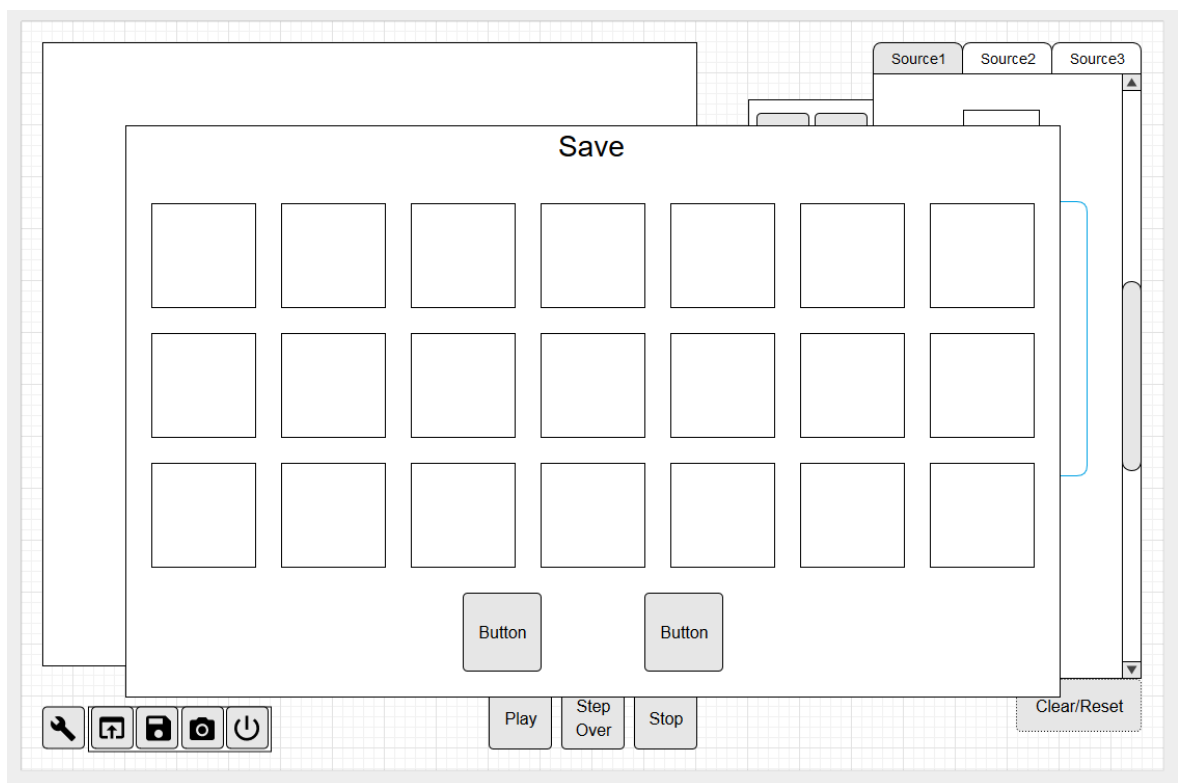 Source1
Source2
Source3
Save
Button
Button
Play
Step
Over
Stop
Clear/Reset